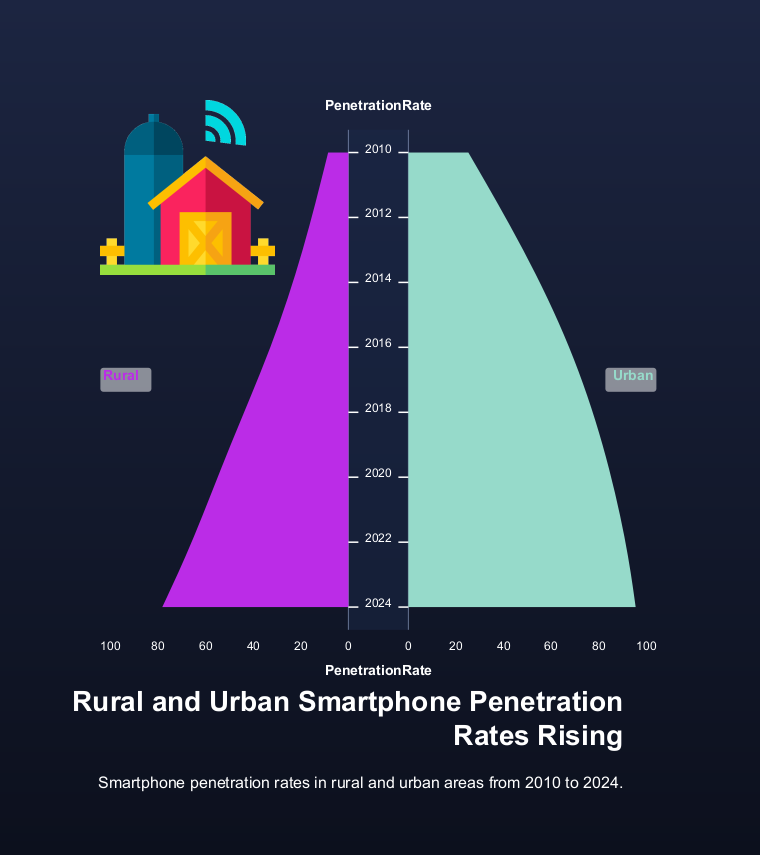 PenetrationRate
2010
2012
2014
2016
Rural
Urban
2018
2020
2022
2024
100 80 60 40 20 0 0 20 40 60 80 100
PenetrationRate
Rural and Urban Smartphone Penetration
Rates Rising
Smartphone penetration rates in rural and urban areas from 2010 to 2024.